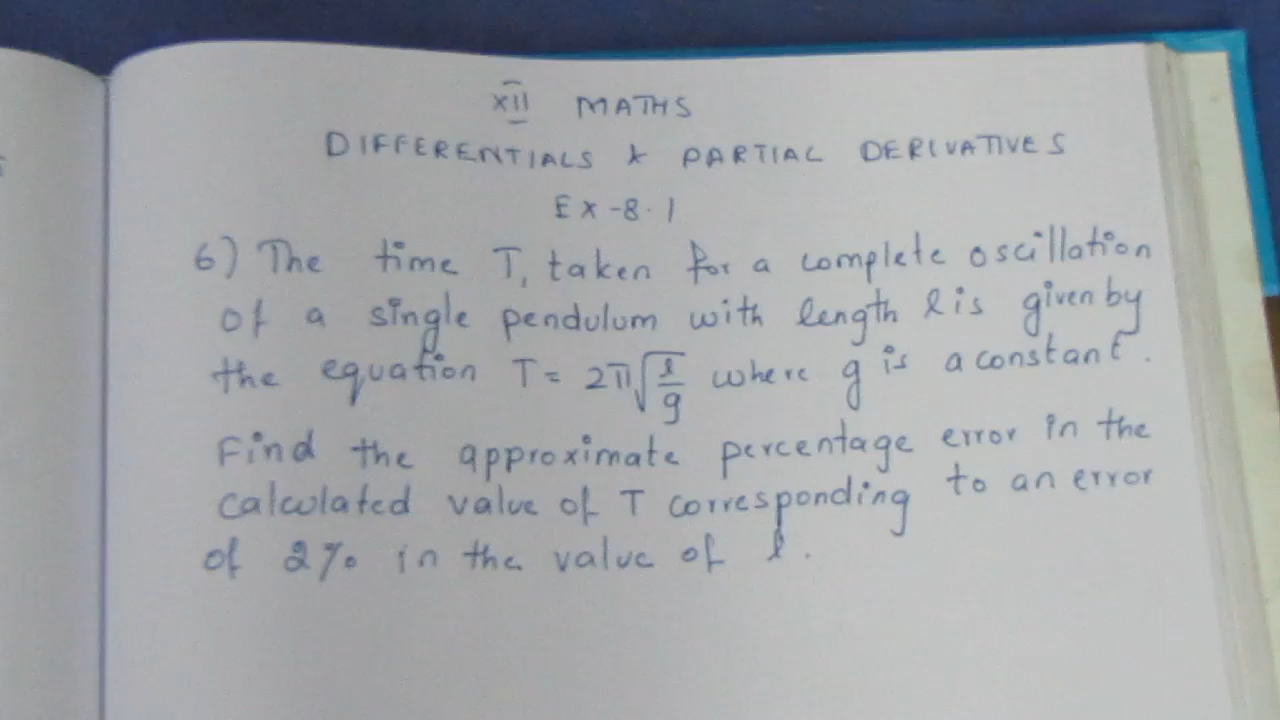 XII MATHS
DIFFERENTIALS & PARTIAL DERIVATIVES
EX-8.1
6) The time T, taken for a complete oscillation
of a single pendulum with length l is given by
the equation T = 2π√(l/g) where g is a constant.
Find the approximate percentage error in the
calculated value of T corresponding to an error
of 2% in the value of l.